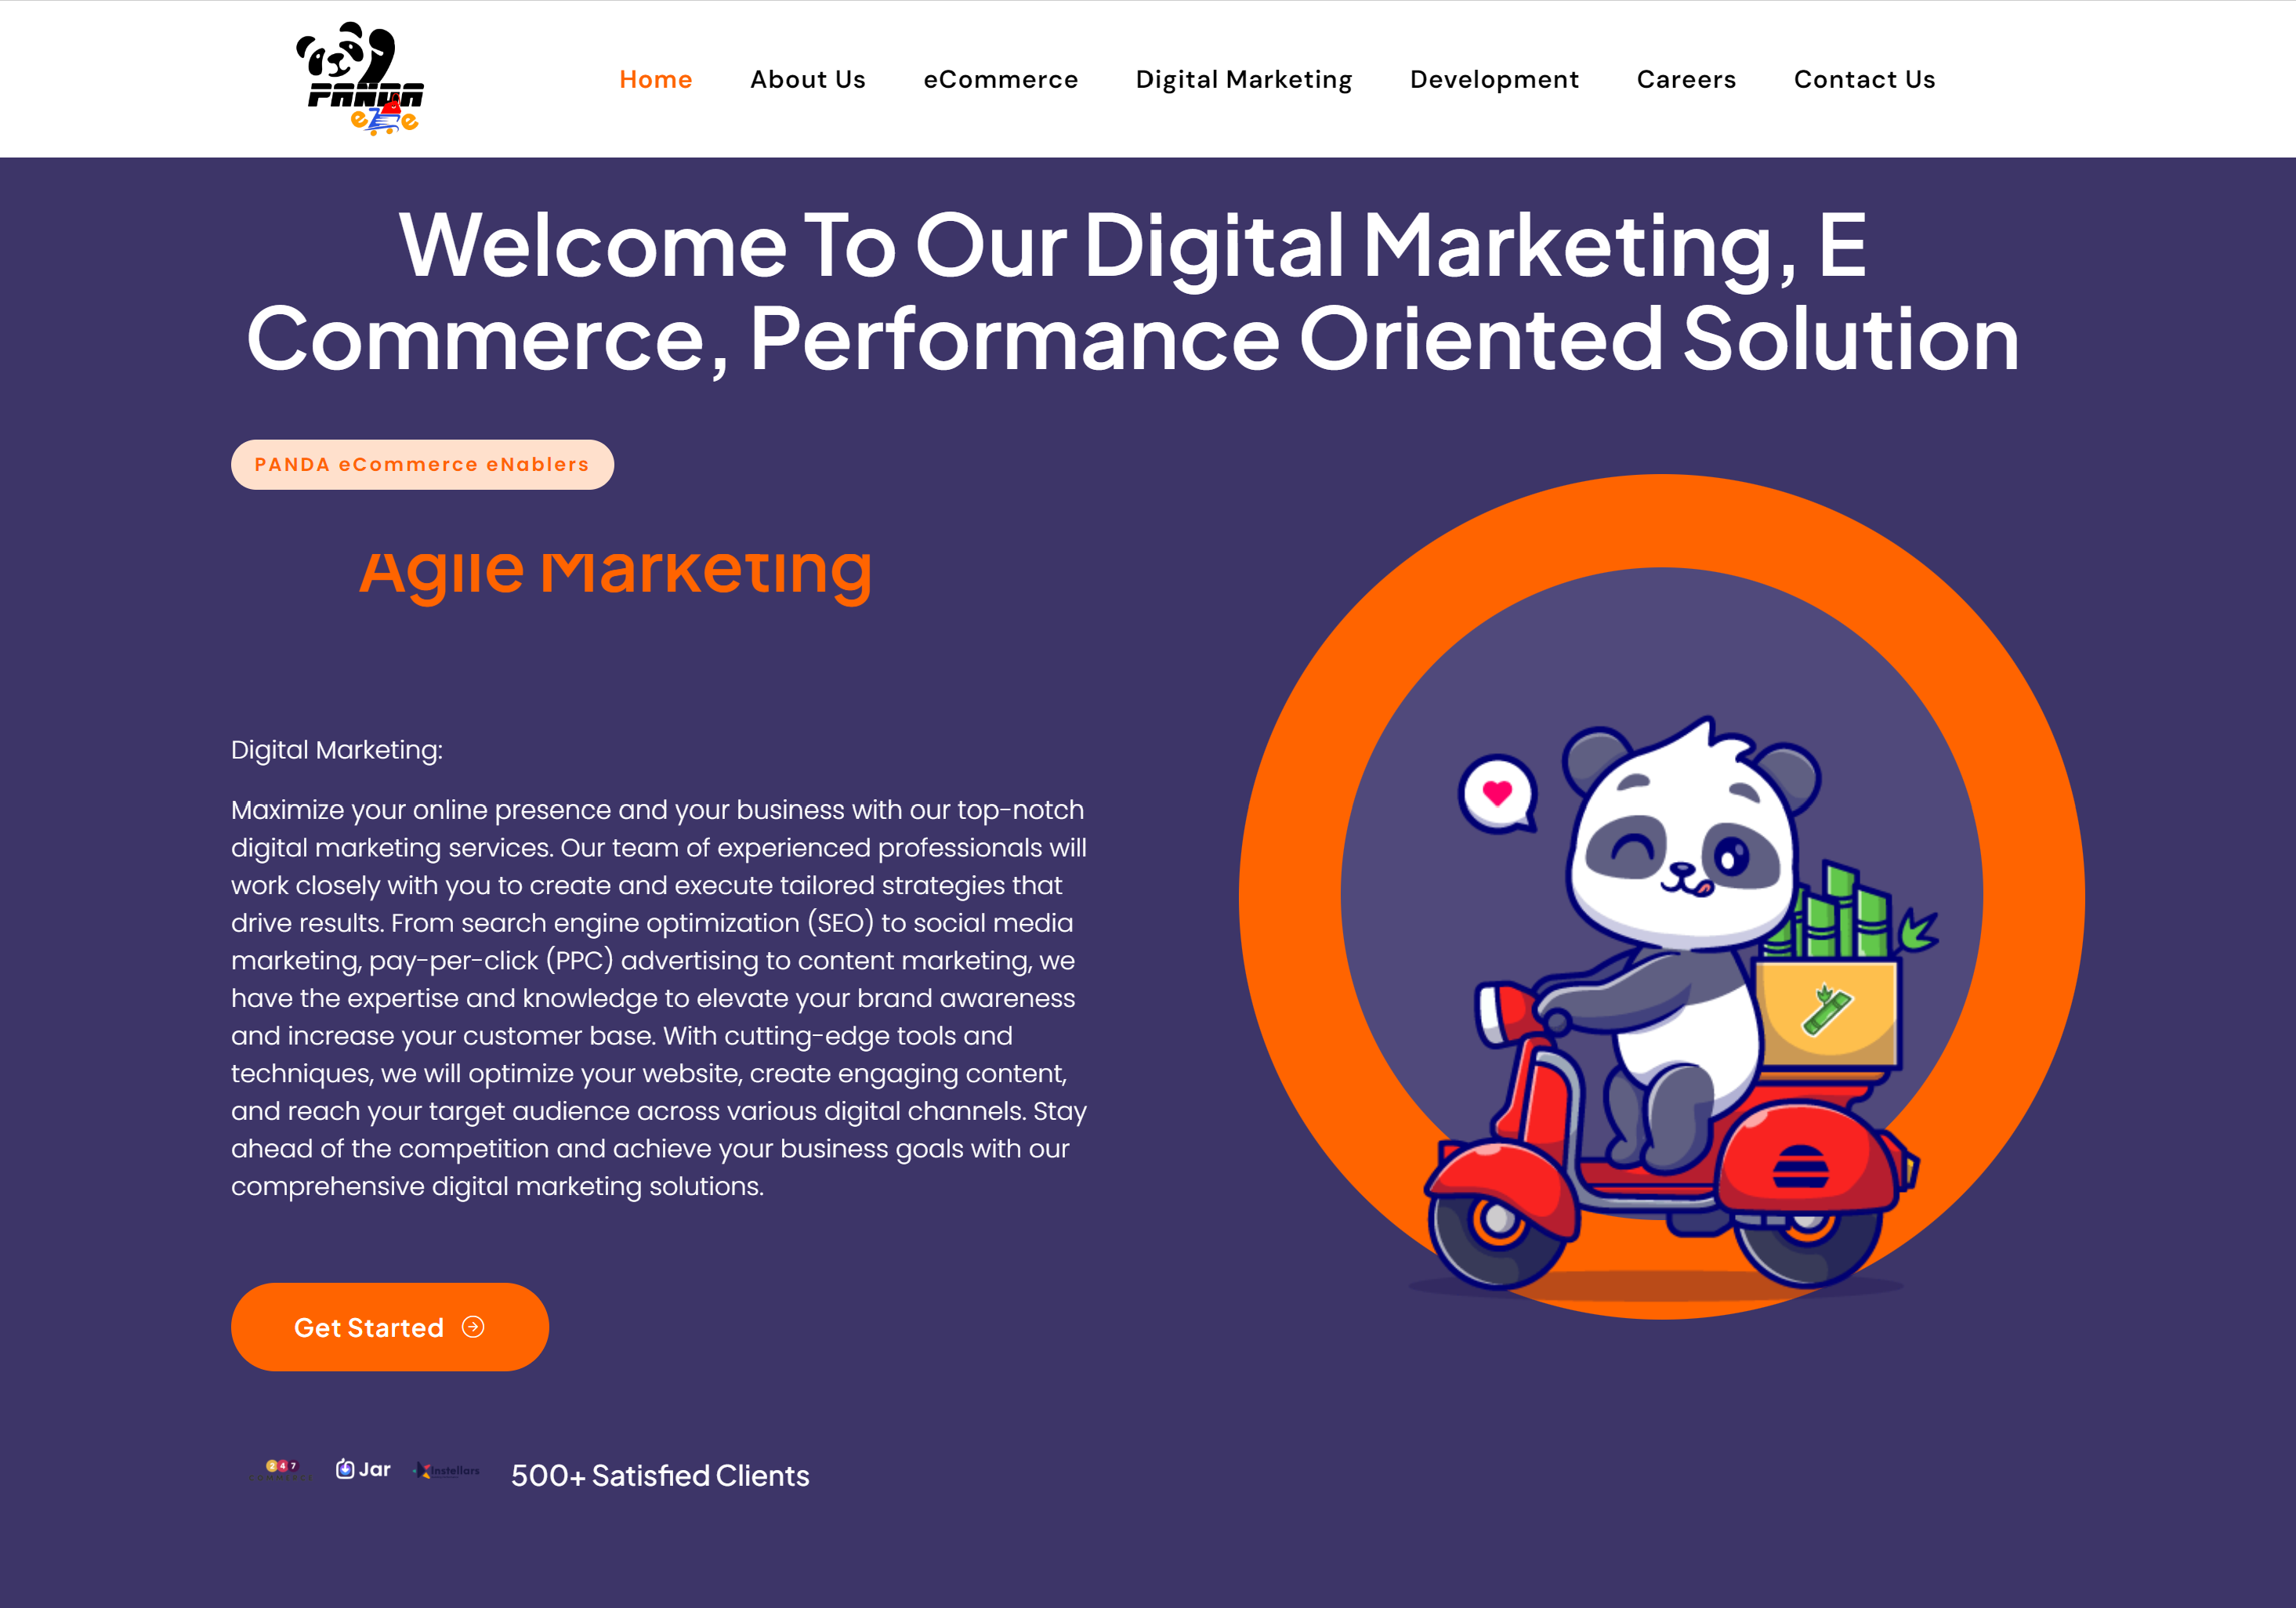 PANDA
eZe
Home About Us eCommerce Digital Marketing Development Careers Contact Us
Welcome To Our Digital Marketing, E
Commerce, Performance Oriented Solution
PANDA eCommerce eNablers
Agile Marketing
Digital Marketing:
Maximize your online presence and your business with our top-notch
digital marketing services. Our team of experienced professionals will
work closely with you to create and execute tailored strategies that
drive results. From search engine optimization (SEO) to social media
marketing, pay-per-click (PPC) advertising to content marketing, we
have the expertise and knowledge to elevate your brand awareness
and increase your customer base. With cutting-edge tools and
techniques, we will optimize your website, create engaging content,
and reach your target audience across various digital channels. Stay
ahead of the competition and achieve your business goals with our
comprehensive digital marketing solutions.
Get Started
247 Jar Instellars 500+ Satisfied Clients